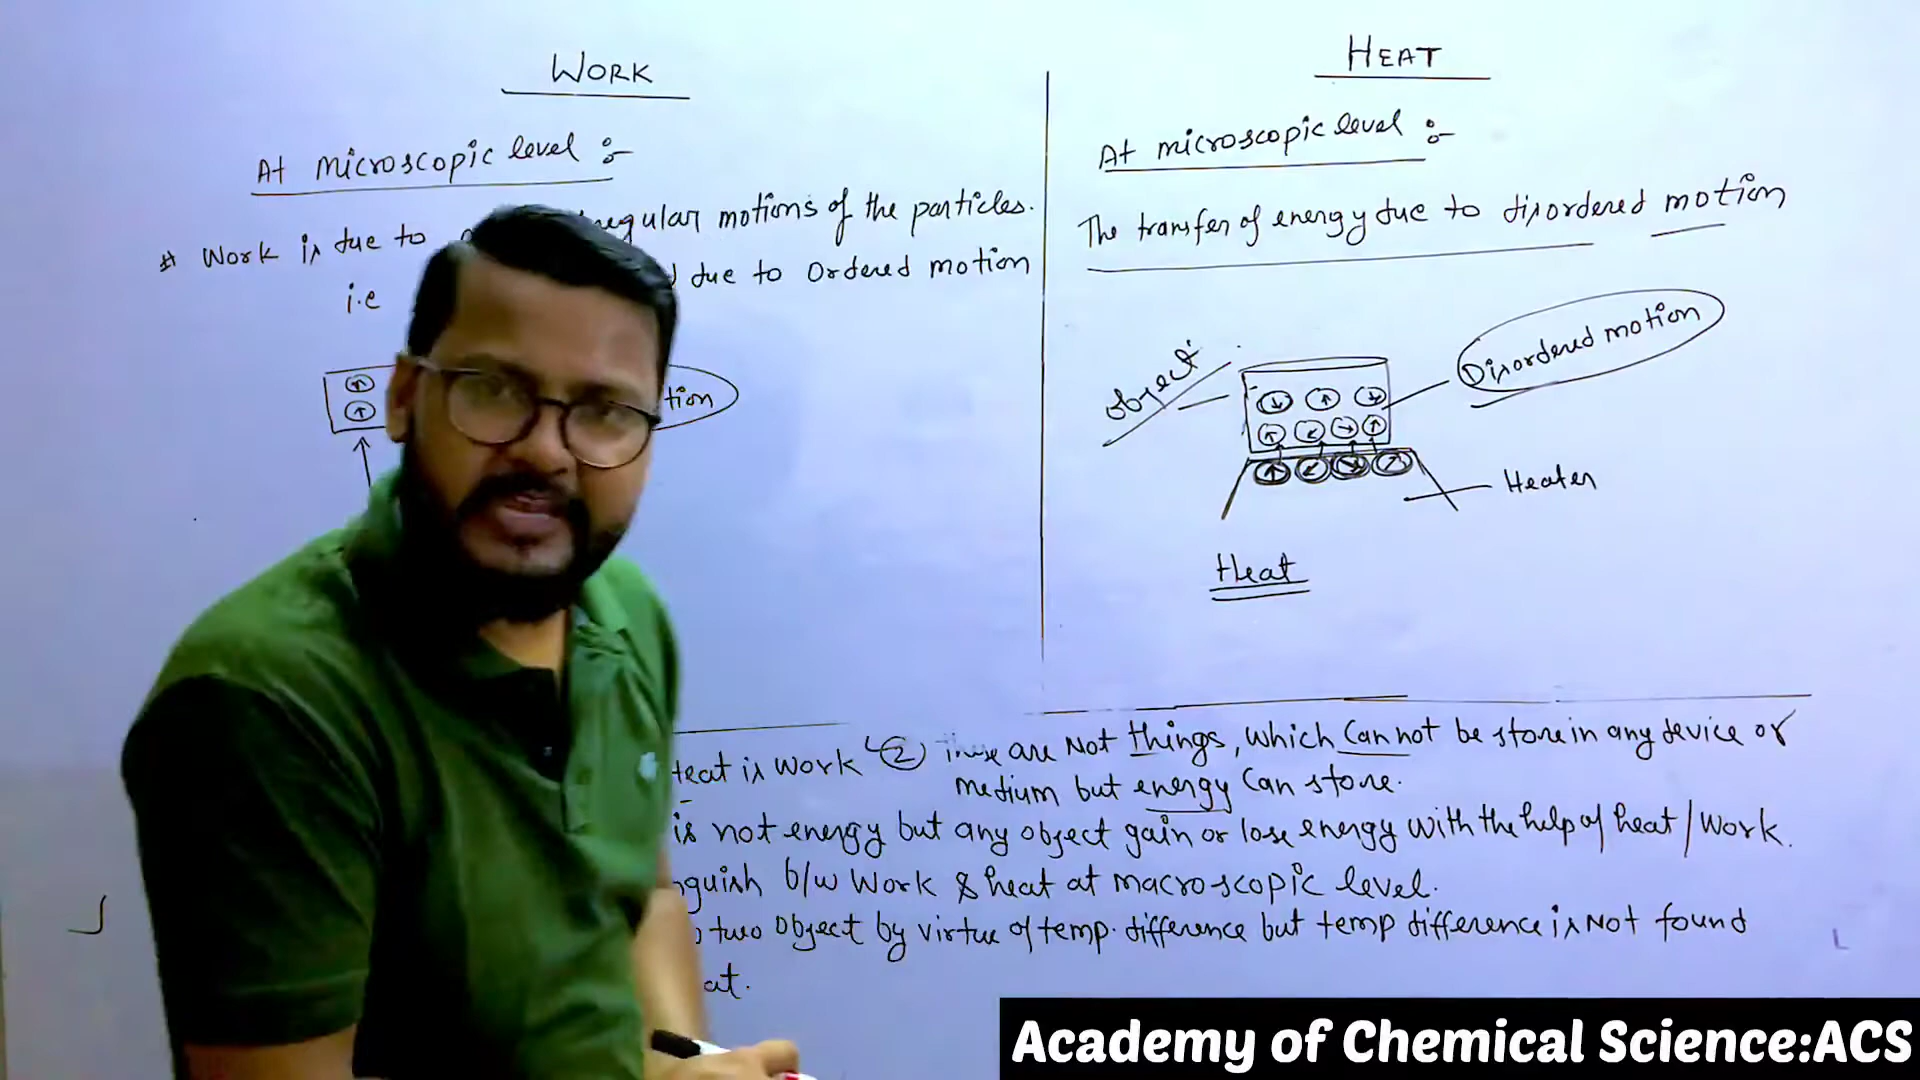 WORK
At microscopic level :-
# Work is due to regular motions of the particles.
i.e due to Ordered motion
tion
HEAT
At microscopic level :-
The transfer of energy due to disordered motion
Object
Disordered motion
Heater
Heat
Heat is work ② These are Not things, which Can not be store in any device or
medium but energy Can store.
is not energy but any object gain or lose energy with the help of heat / Work.
nguish b/w Work & heat at macroscopic level.
two Object by virtue of temp. difference but temp difference is Not found
at.
Academy of Chemical Science:ACS